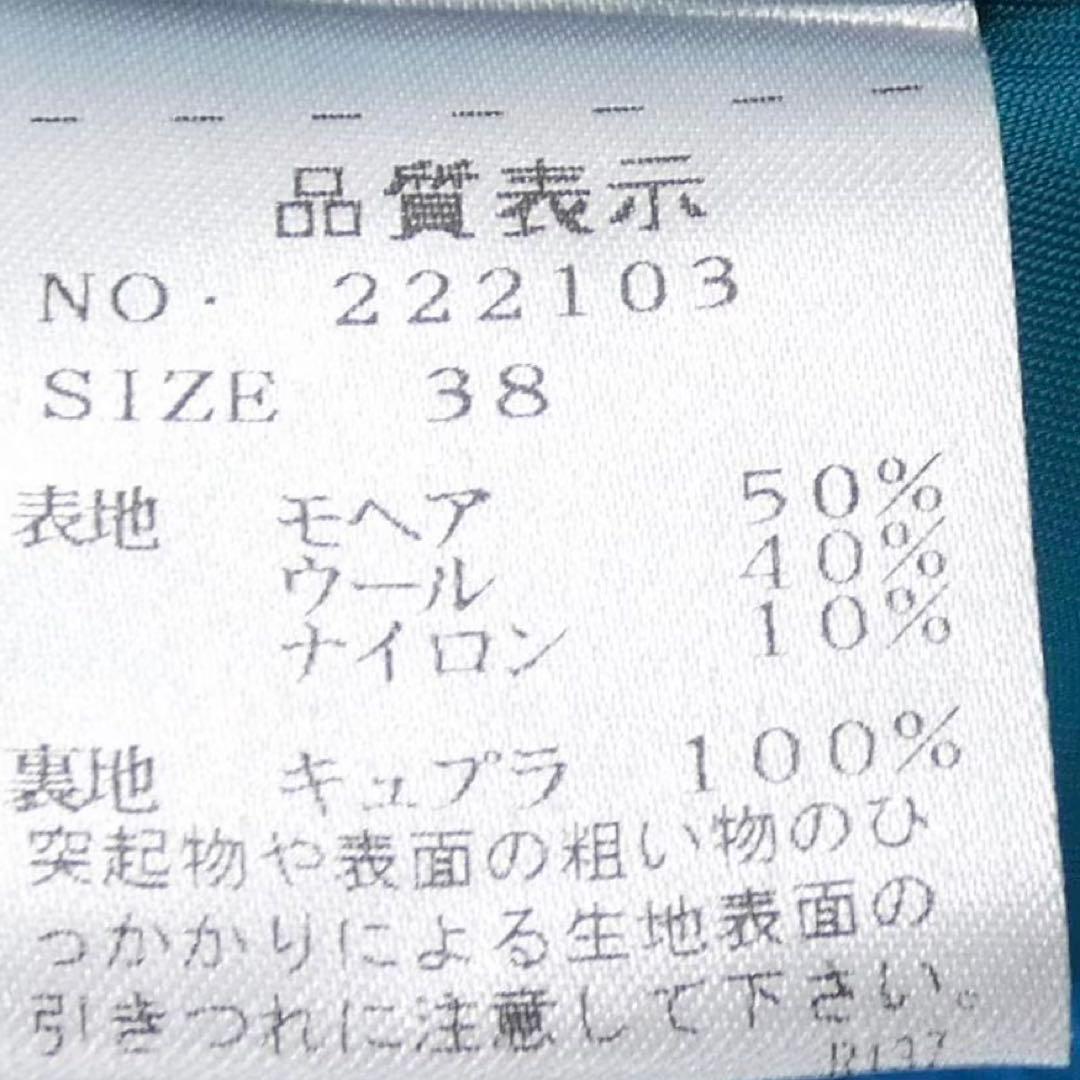 品質表示
NO. 222103
SIZE 38
表地 モヘア 50%
ウール 40%
ナイロン 10%
裏地 キュプラ 100%
突起物や表面の粗い物のひ
っかかりによる生地表面の
引きつれに注意して下さい。